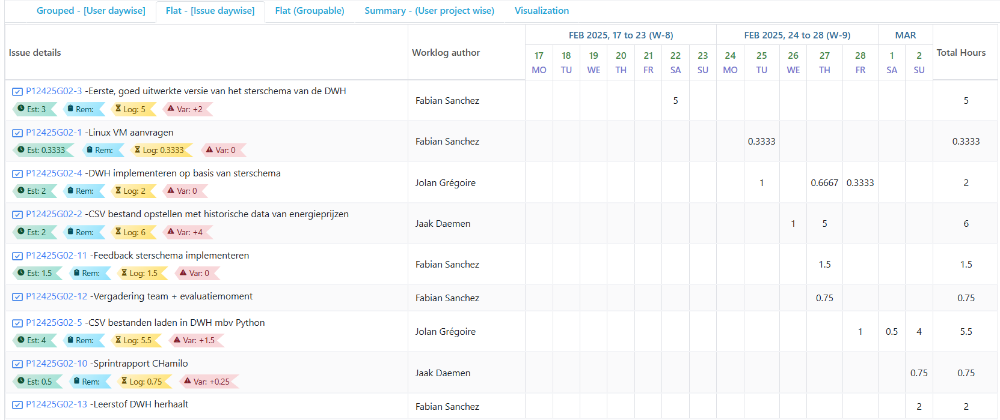 Grouped - [User daywise] Flat - [Issue daywise] Flat (Groupable) Summary - (User project wise) Visualization
Issue details Worklog author FEB 2025, 17 to 23 (W-8) FEB 2025, 24 to 28 (W-9) MAR Total Hours
17 18 19 20 21 22 23 24 25 26 27 28 1 2
MO TU WE TH FR SA SU MO TU WE TH FR SA SU
P12425G02-3 -Eerste, goed uitwerkte versie van het sterschema van de DWH
Fabian Sanchez 5 5
Est: 3 Rem: Log: 5 Var: +2
P12425G02-1 -Linux VM aanvragen
Fabian Sanchez 0.3333 0.3333
Est: 0.3333 Rem: Log: 0.3333 Var: 0
P12425G02-4 -DWH implementeren op basis van sterschema
Jolan Grégoire 1 0.6667 0.3333 2
Est: 2 Rem: Log: 2 Var: 0
P12425G02-2 -CSV bestand opstellen met historische data van energieprijzen
Jaak Daemen 1 5 6
Est: 2 Rem: Log: 6 Var: +4
P12425G02-11 -Feedback sterschema implementeren
Fabian Sanchez 1.5 1.5
Est: 1.5 Rem: Log: 1.5 Var: 0
P12425G02-12 -Vergadering team + evaluatiemoment
Fabian Sanchez 0.75 0.75
P12425G02-5 -CSV bestanden laden in DWH mbv Python
Jolan Grégoire 1 0.5 4 5.5
Est: 4 Rem: Log: 5.5 Var: +1.5
P12425G02-10 -Sprintrapport CHamilo
Jaak Daemen 0.75 0.75
Est: 0.5 Rem: Log: 0.75 Var: +0.25
P12425G02-13 -Leerstof DWH herhaalt
Fabian Sanchez 2 2